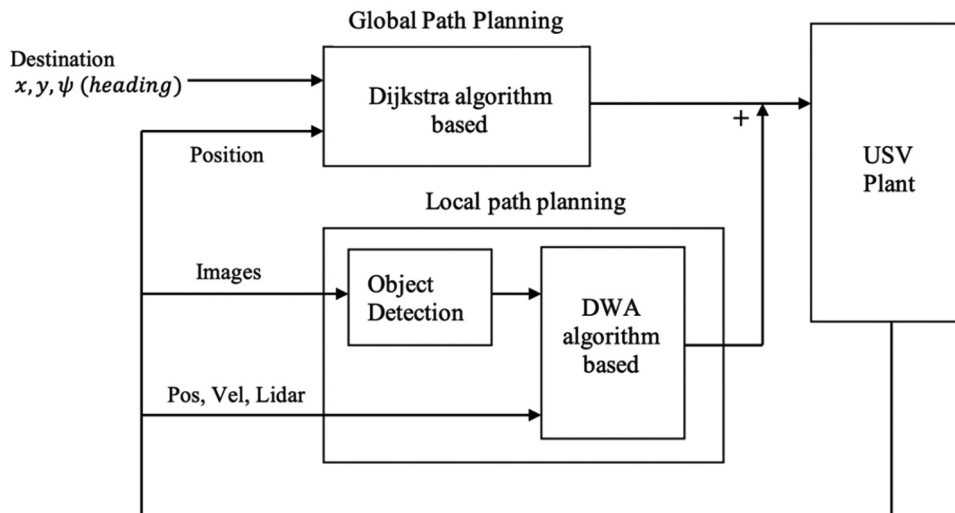 Global Path Planning
Destination
x, y, ψ (heading)
Dijkstra algorithm
based
+
Position
USV
Plant
Local path planning
Images
Object
Detection
DWA
algorithm
based
Pos, Vel, Lidar